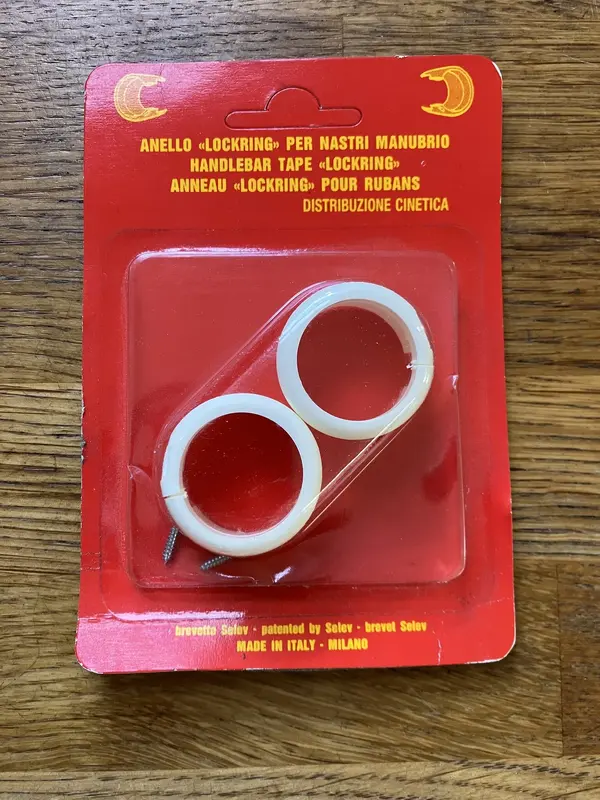 ANELLO «LOCKRING» PER NASTRI MANUBRIO
HANDLEBAR TAPE «LOCKRING»
ANNEAU «LOCKRING» POUR RUBANS
DISTRIBUZIONE CINETICA
brevetto Selev - patented by Selev - brevet Selev
MADE IN ITALY - MILANO